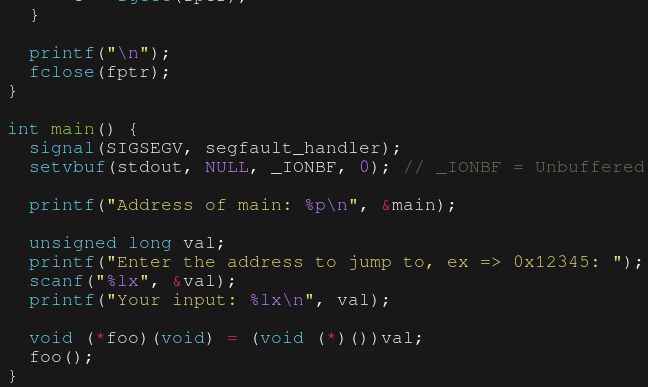 }
printf("\n");
fclose(fptr);
}
int main() {
signal(SIGSEGV, segfault_handler);
setvbuf(stdout, NULL, _IONBF, 0); // _IONBF = Unbuffered
printf("Address of main: %p\n", &main);
unsigned long val;
printf("Enter the address to jump to, ex => 0x12345: ");
scanf("%lx", &val);
printf("Your input: %lx\n", val);
void (*foo)(void) = (void (*)())val;
foo();
}